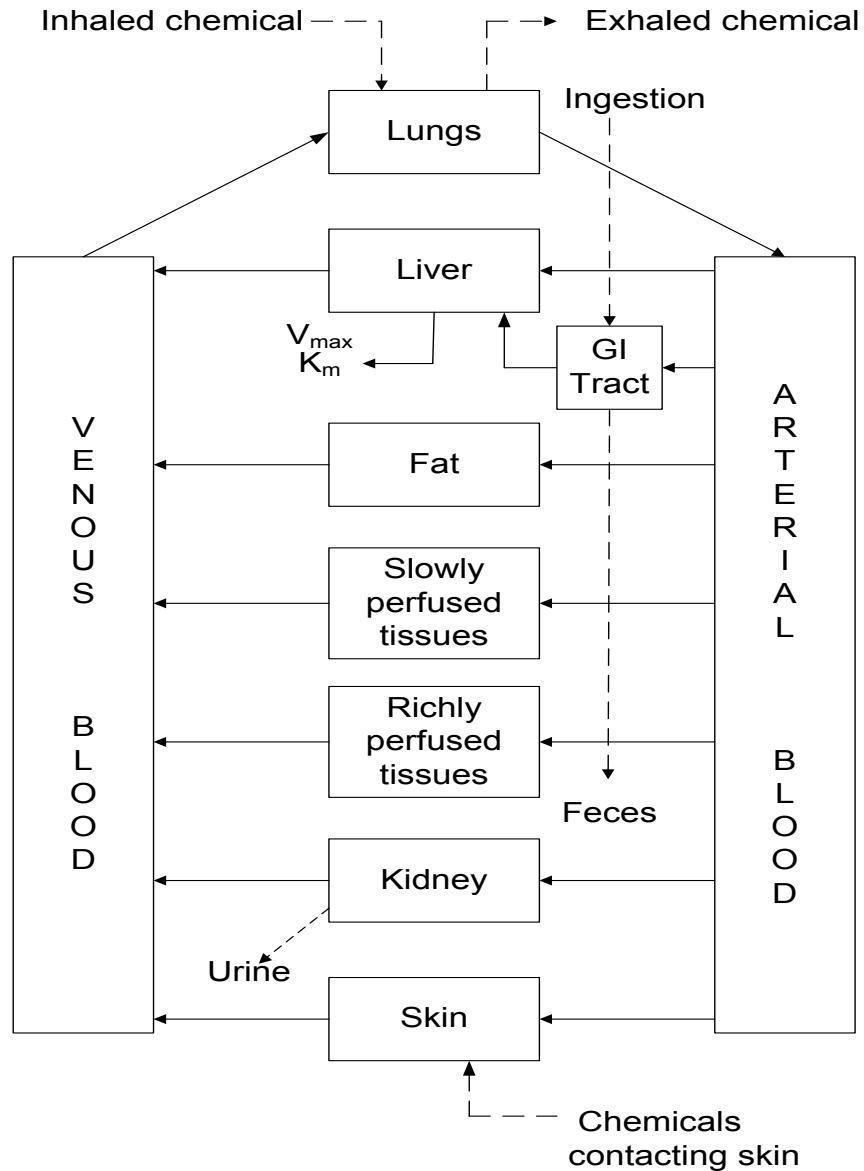 Inhaled chemical
Exhaled chemical
Ingestion
Lungs
Liver
Vmax
Km
GI
Tract
VENOUS
BLOOD
ARTERIAL
BLOOD
Fat
Slowly
perfused
tissues
Richly
perfused
tissues
Feces
Kidney
Urine
Skin
Chemicals
contacting skin